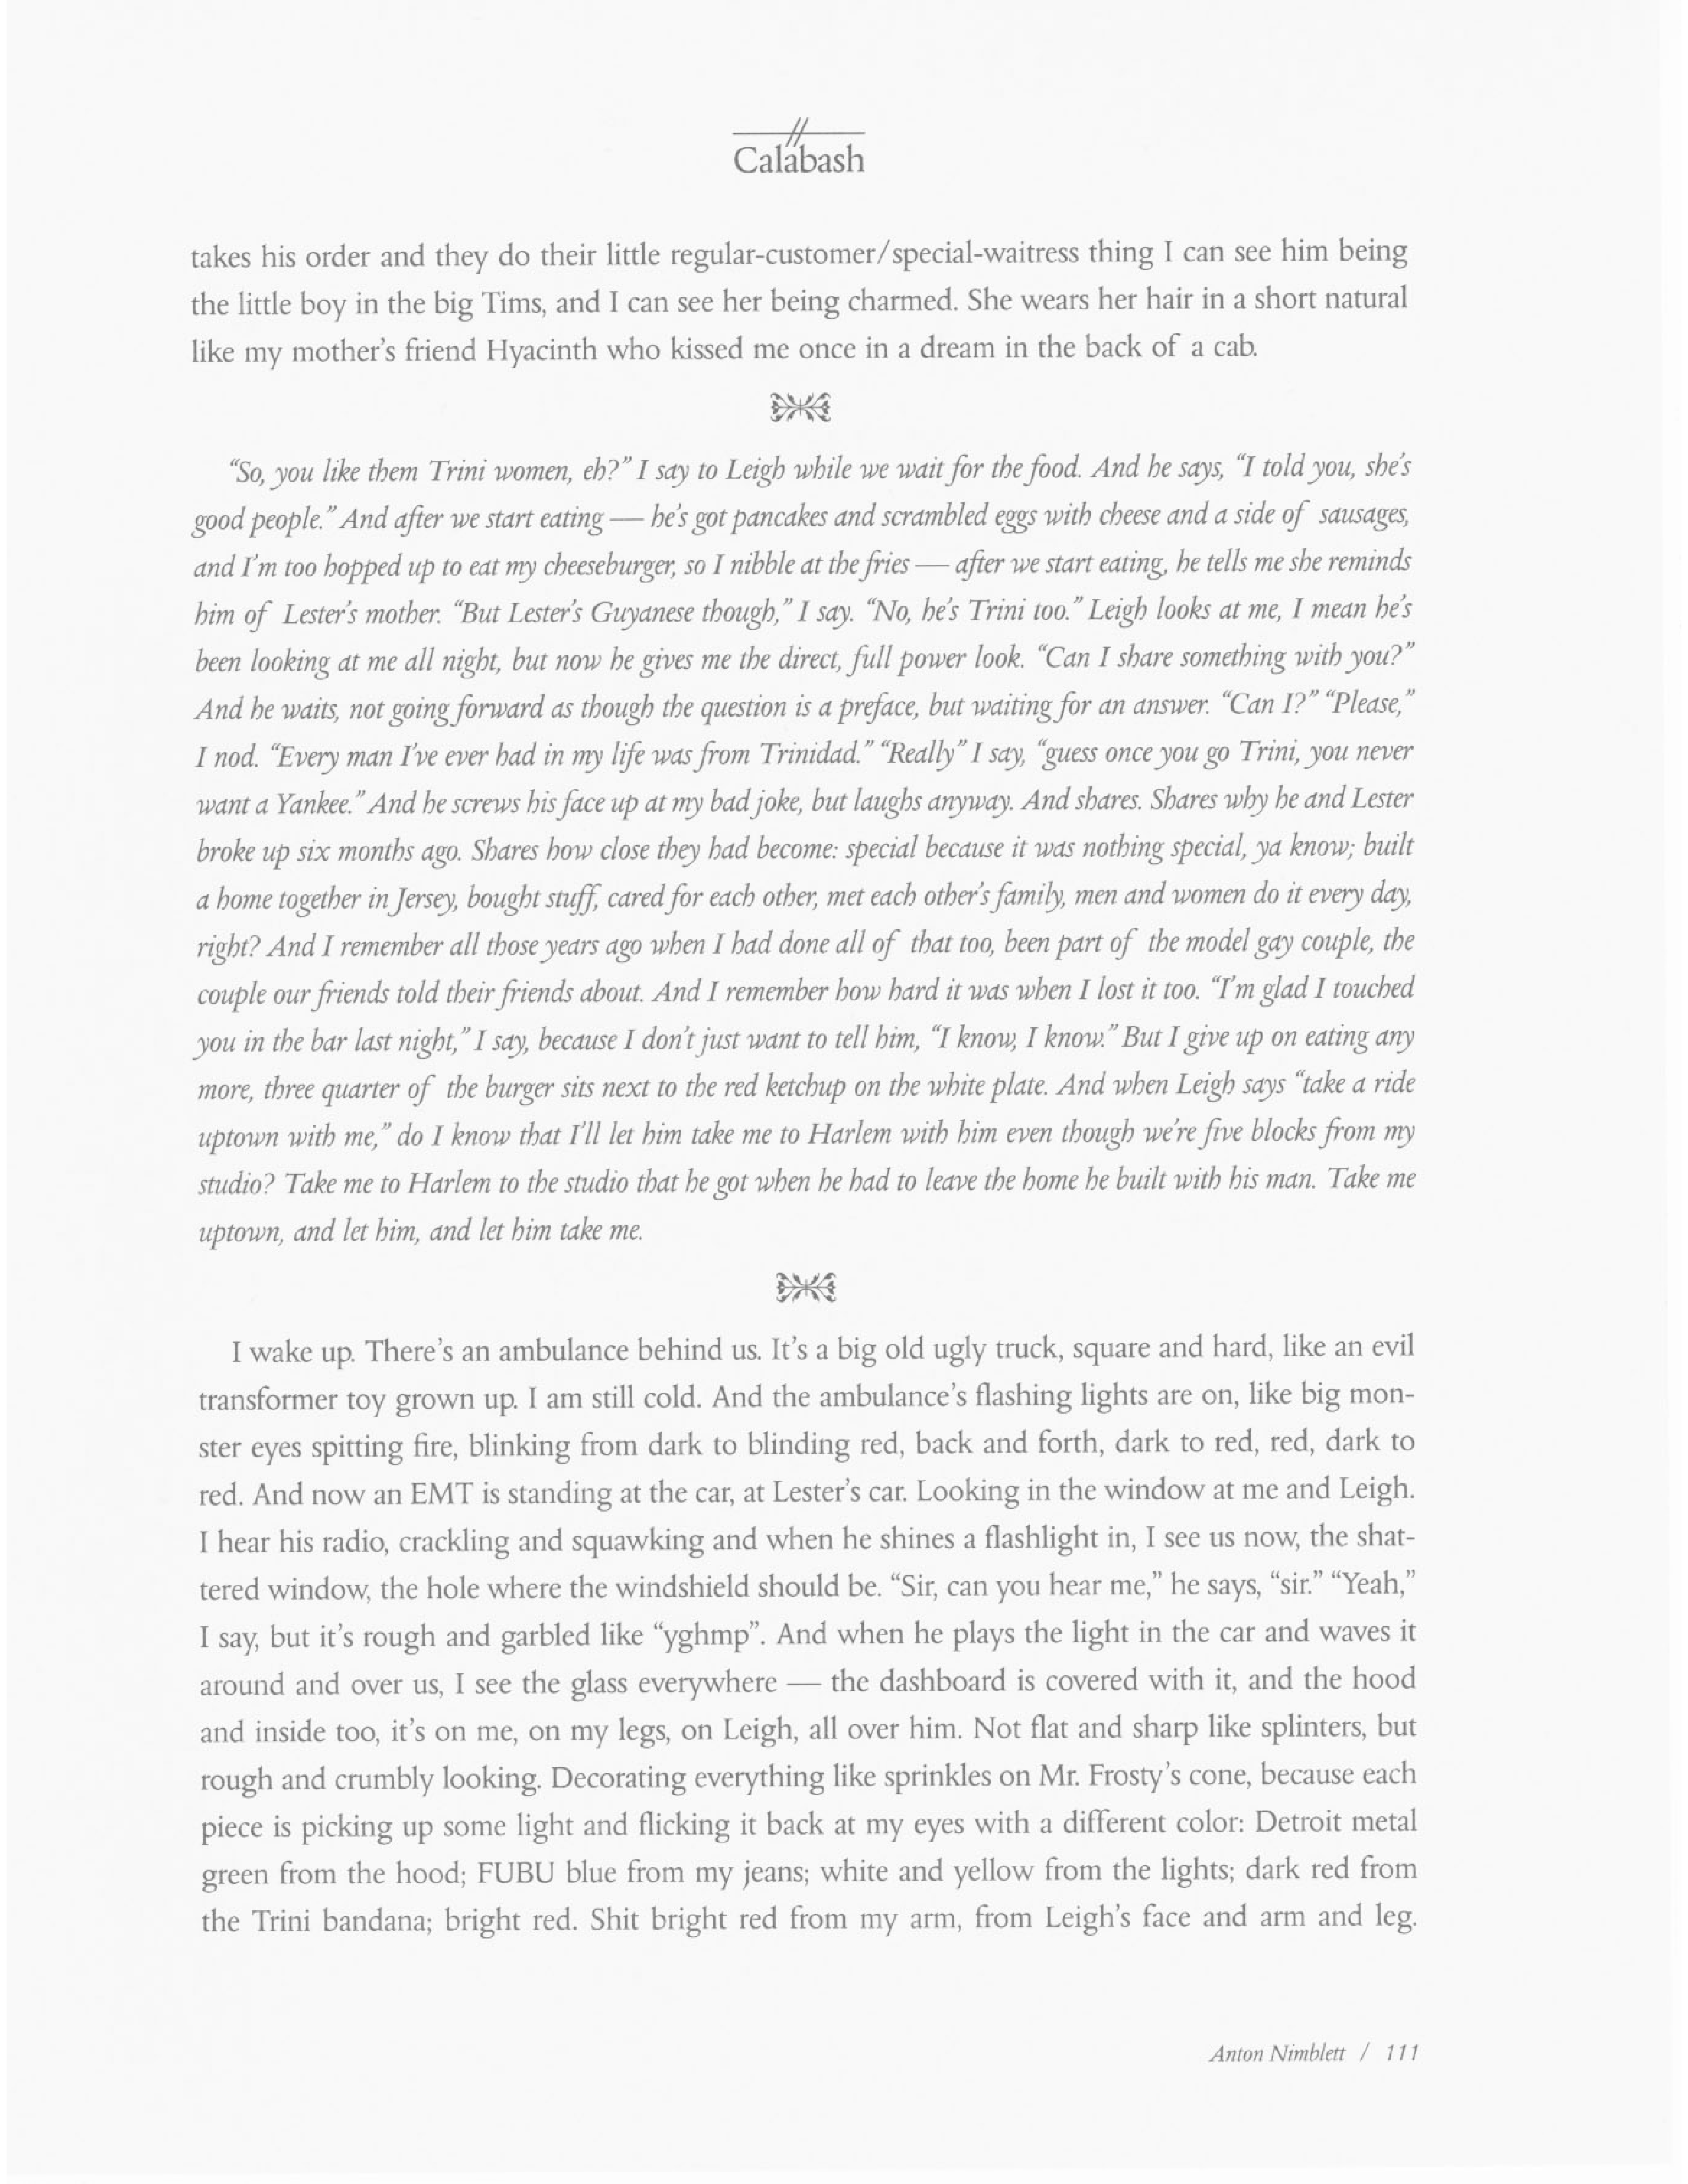 Calabash
takes his order and they do their little regular-customer/special-waitress thing I can see him being
the little boy in the big Tims, and I can see her being charmed. She wears her hair in a short natural
like my mother's friend Hyacinth who kissed me once in a dream in the back of a cab.
“So, you like them Trini women, eh?” I say to Leigh while we wait for the food. And he says, “I told you, she's
good people.” And after we start eating — he's got pancakes and scrambled eggs with cheese and a side of sausages,
and I'm too hopped up to eat my cheeseburger, so I nibble at the fries — after we start eating, he tells me she reminds
him of Lester's mother. “But Lester's Guyanese though,” I say. “No, he's Trini too.” Leigh looks at me, I mean he's
been looking at me all night, but now he gives me the direct, full power look. “Can I share something with you?”
And he waits, not going forward as though the question is a preface, but waiting for an answer. “Can I?” “Please,”
I nod. “Every man I've ever had in my life was from Trinidad.” “Really” I say, “guess once you go Trini, you never
want a Yankee.” And he screws his face up at my bad joke, but laughs anyway. And shares. Shares why he and Lester
broke up six months ago. Shares how close they had become: special because it was nothing special, ya know; built
a home together in Jersey, bought stuff, cared for each other, met each other's family, men and women do it every day,
right? And I remember all those years ago when I had done all of that too, been part of the model gay couple, the
couple our friends told their friends about. And I remember how hard it was when I lost it too. “I'm glad I touched
you in the bar last night,” I say, because I don't just want to tell him, “I know, I know.” But I give up on eating any
more, three quarter of the burger sits next to the red ketchup on the white plate. And when Leigh says “take a ride
uptown with me,” do I know that I'll let him take me to Harlem with him even though we're five blocks from my
studio? Take me to Harlem to the studio that he got when he had to leave the home he built with his man. Take me
uptown, and let him, and let him take me.
I wake up. There's an ambulance behind us. It's a big old ugly truck, square and hard, like an evil
transformer toy grown up. I am still cold. And the ambulance's flashing lights are on, like big mon-
ster eyes spitting fire, blinking from dark to blinding red, back and forth, dark to red, red, dark to
red. And now an EMT is standing at the car, at Lester's car. Looking in the window at me and Leigh.
I hear his radio, crackling and squawking and when he shines a flashlight in, I see us now, the shat-
tered window, the hole where the windshield should be. “Sir, can you hear me,” he says, “sir.” “Yeah,”
I say, but it's rough and garbled like “yghmp”. And when he plays the light in the car and waves it
around and over us, I see the glass everywhere — the dashboard is covered with it, and the hood
and inside too, it's on me, on my legs, on Leigh, all over him. Not flat and sharp like splinters, but
rough and crumbly looking. Decorating everything like sprinkles on Mr. Frosty's cone, because each
piece is picking up some light and flicking it back at my eyes with a different color: Detroit metal
green from the hood; FUBU blue from my jeans; white and yellow from the lights; dark red from
the Trini bandana; bright red. Shit bright red from my arm, from Leigh's face and arm and leg.
Anton Nimblett / 111